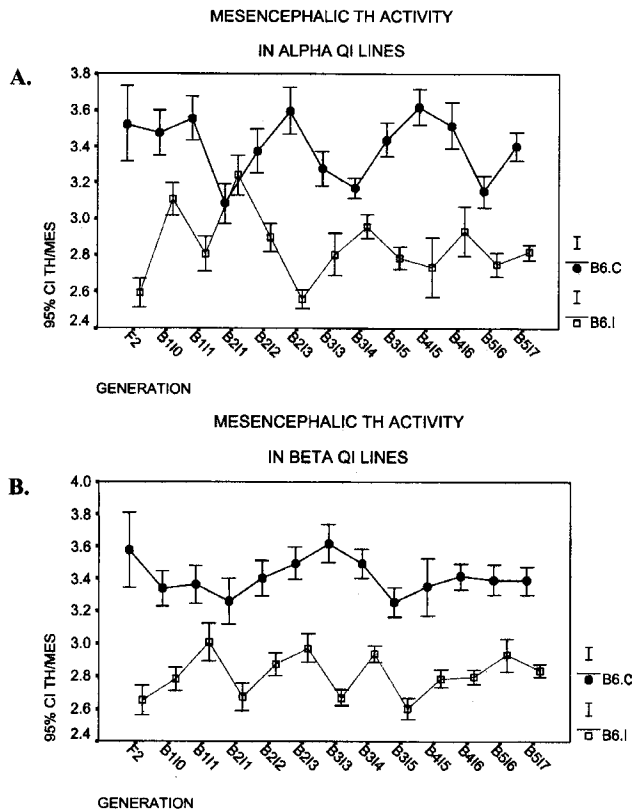 MESENCEPHALIC TH ACTIVITY
IN ALPHA QI LINES
A.
3.8
3.6
3.4
3.2
3.0
2.8
2.6
2.4
95% CI TH/MES
F2
B1I0
B1I1
B2I1
B2I2
B2I3
B3I3
B3I4
B3I5
B4I5
B4I6
B5I6
B5I7
B6.C
B6.I
GENERATION
MESENCEPHALIC TH ACTIVITY
IN BETA QI LINES
B.
4.0
3.8
3.6
3.4
3.2
3.0
2.8
2.6
2.4
95% CI TH/MES
F2
B1I0
B1I1
B2I1
B2I2
B2I3
B3I3
B3I4
B3I5
B4I5
B4I6
B5I6
B5I7
B6.C
B6.I
GENERATION